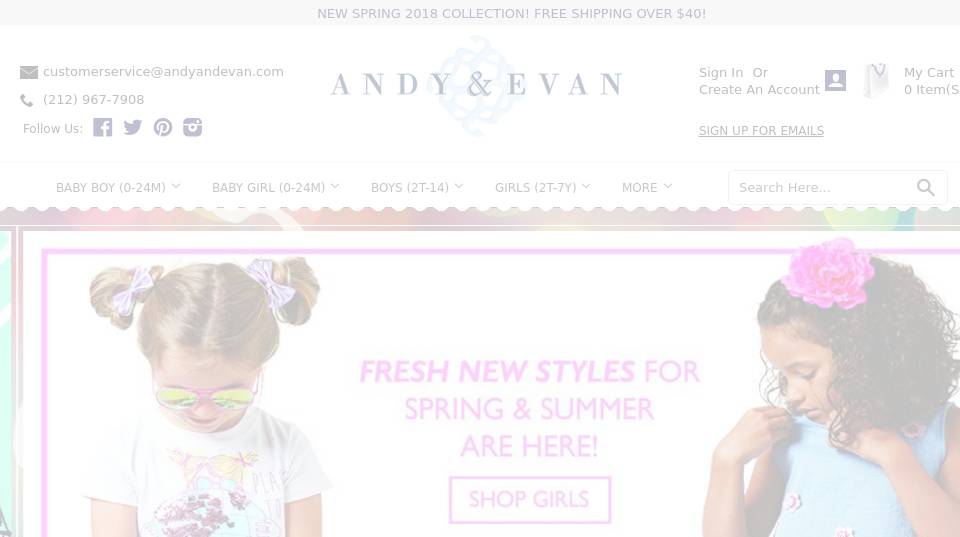 NEW SPRING 2018 COLLECTION! FREE SHIPPING OVER $40!
customerservice@andyandevan.com
(212) 967-7908
Follow Us:
ANDY & EVAN
Sign In Or
Create An Account
My Cart
0 Item(S
SIGN UP FOR EMAILS
BABY BOY (0-24M) BABY GIRL (0-24M) BOYS (2T-14) GIRLS (2T-7Y) MORE
Search Here...
FRESH NEW STYLES FOR
SPRING & SUMMER
ARE HERE!
SHOP GIRLS